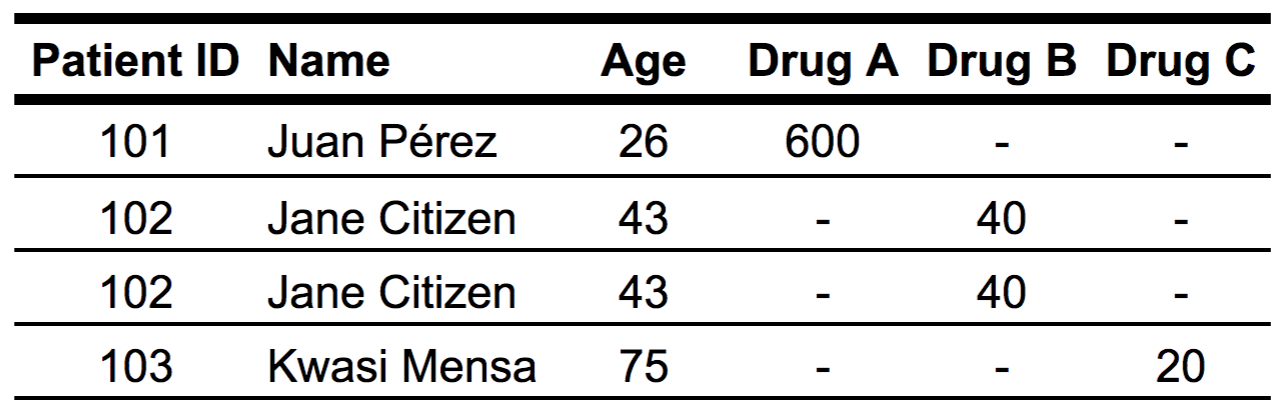 Patient ID Name Age Drug A Drug B Drug C
101 Juan Pérez 26 600 - -
102 Jane Citizen 43 - 40 -
102 Jane Citizen 43 - 40 -
103 Kwasi Mensa 75 - - 20